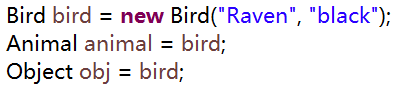 Bird bird = new Bird("Raven", "black");
Animal animal = bird;
Object obj = bird;